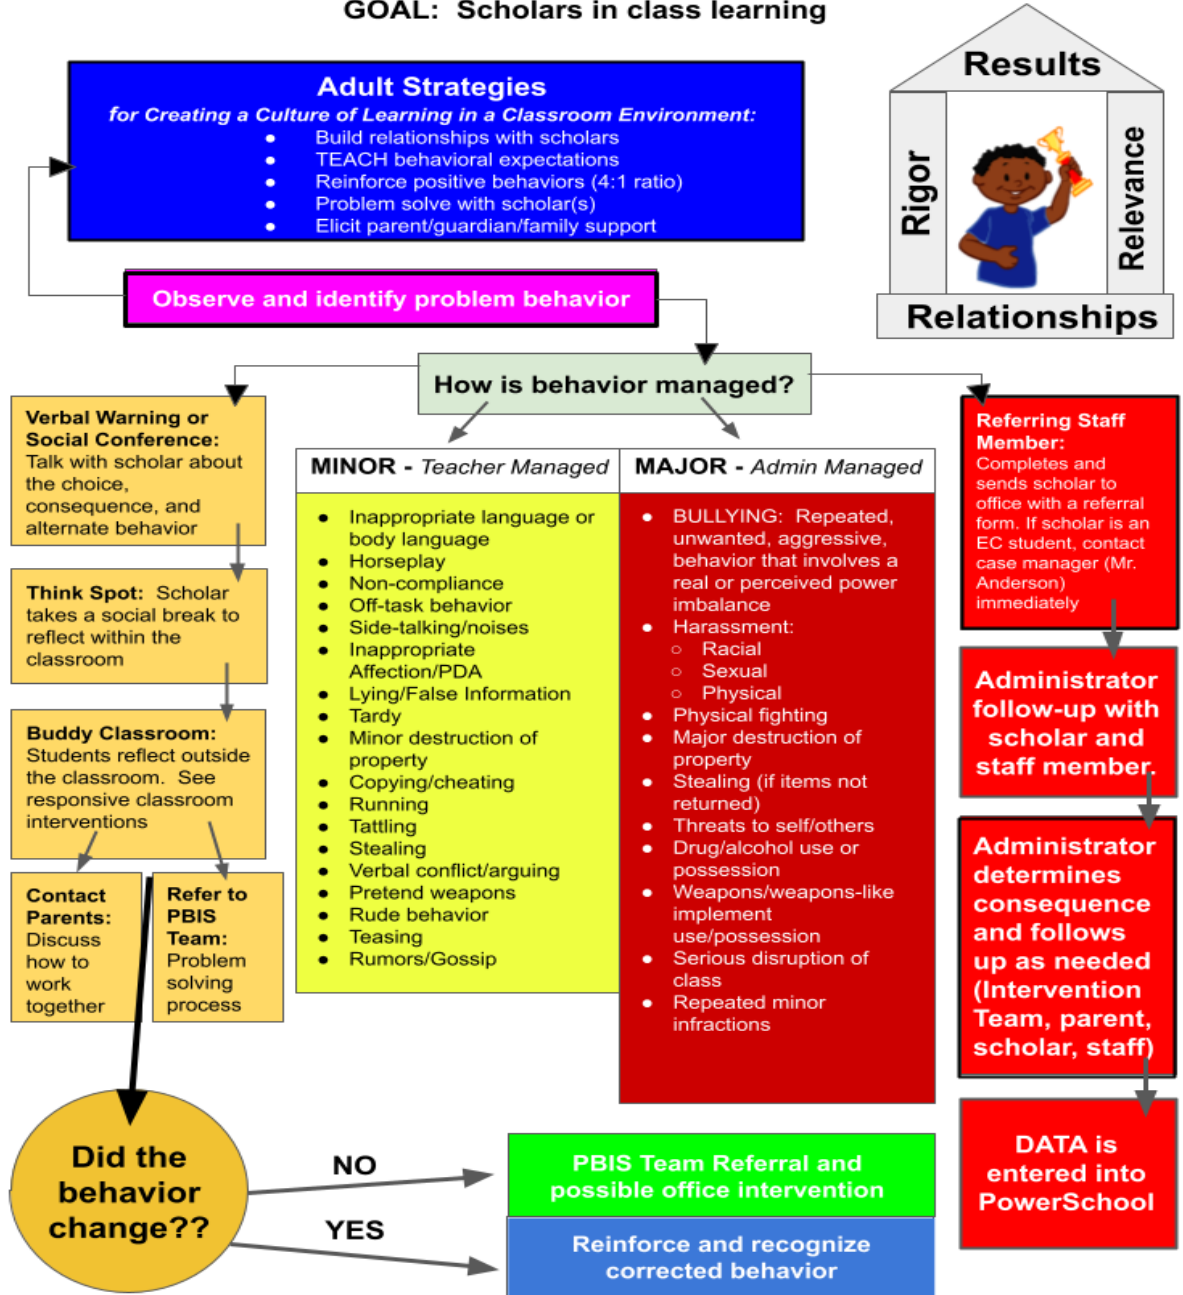 GOAL:  Scholars in class learning
Adult Strategies
for Creating a Culture of Learning in a Classroom Environment:
● Build relationships with scholars
● TEACH behavioral expectations
● Reinforce positive behaviors (4:1 ratio)
● Problem solve with scholar(s)
● Elicit parent/guardian/family support
Results
Rigor
Relevance
Relationships
Observe and identify problem behavior
How is behavior managed?
Verbal Warning or
Social Conference:
Talk with scholar about
the choice,
consequence, and
alternate behavior
Think Spot:  Scholar
takes a social break to
reflect within the
classroom
Buddy Classroom:
Students reflect outside
the classroom.  See
responsive classroom
interventions
Contact
Parents:
Discuss
how to
work
together
Refer to
PBIS
Team:
Problem
solving
process
MINOR - Teacher Managed
● Inappropriate language or
body language
● Horseplay
● Non-compliance
● Off-task behavior
● Side-talking/noises
● Inappropriate
Affection/PDA
● Lying/False Information
● Tardy
● Minor destruction of
property
● Copying/cheating
● Running
● Tattling
● Stealing
● Verbal conflict/arguing
● Pretend weapons
● Rude behavior
● Teasing
● Rumors/Gossip
MAJOR - Admin Managed
● BULLYING:  Repeated,
unwanted, aggressive,
behavior that involves a
real or perceived power
imbalance
● Harassment:
○ Racial
○ Sexual
○ Physical
● Physical fighting
● Major destruction of
property
● Stealing (if items not
returned)
● Threats to self/others
● Drug/alcohol use or
possession
● Weapons/weapons-like
implement
use/possession
● Serious disruption of
class
● Repeated minor
infractions
Referring Staff
Member:
Completes and
sends scholar to
office with a referral
form. If scholar is an
EC student, contact
case manager (Mr.
Anderson)
immediately
Administrator
follow-up with
scholar and
staff member.
Administrator
determines
consequence
and follows
up as needed
(Intervention
Team, parent,
scholar, staff)
DATA is
entered into
PowerSchool
Did the
behavior
change??
NO
YES
PBIS Team Referral and
possible office intervention
Reinforce and recognize
corrected behavior